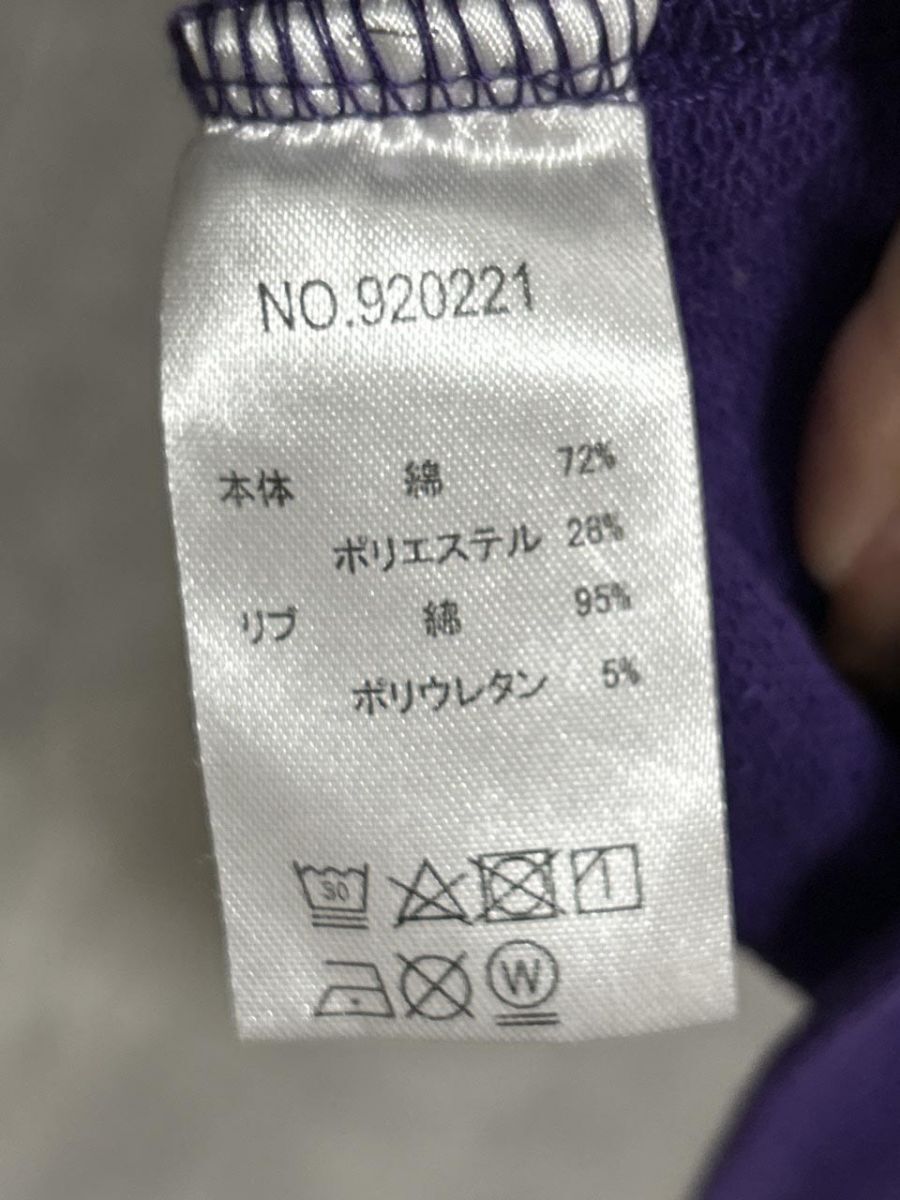 NO.920221
本体 綿 72%
ポリエステル 28%
リブ 綿 95%
ポリウレタン 5%
W